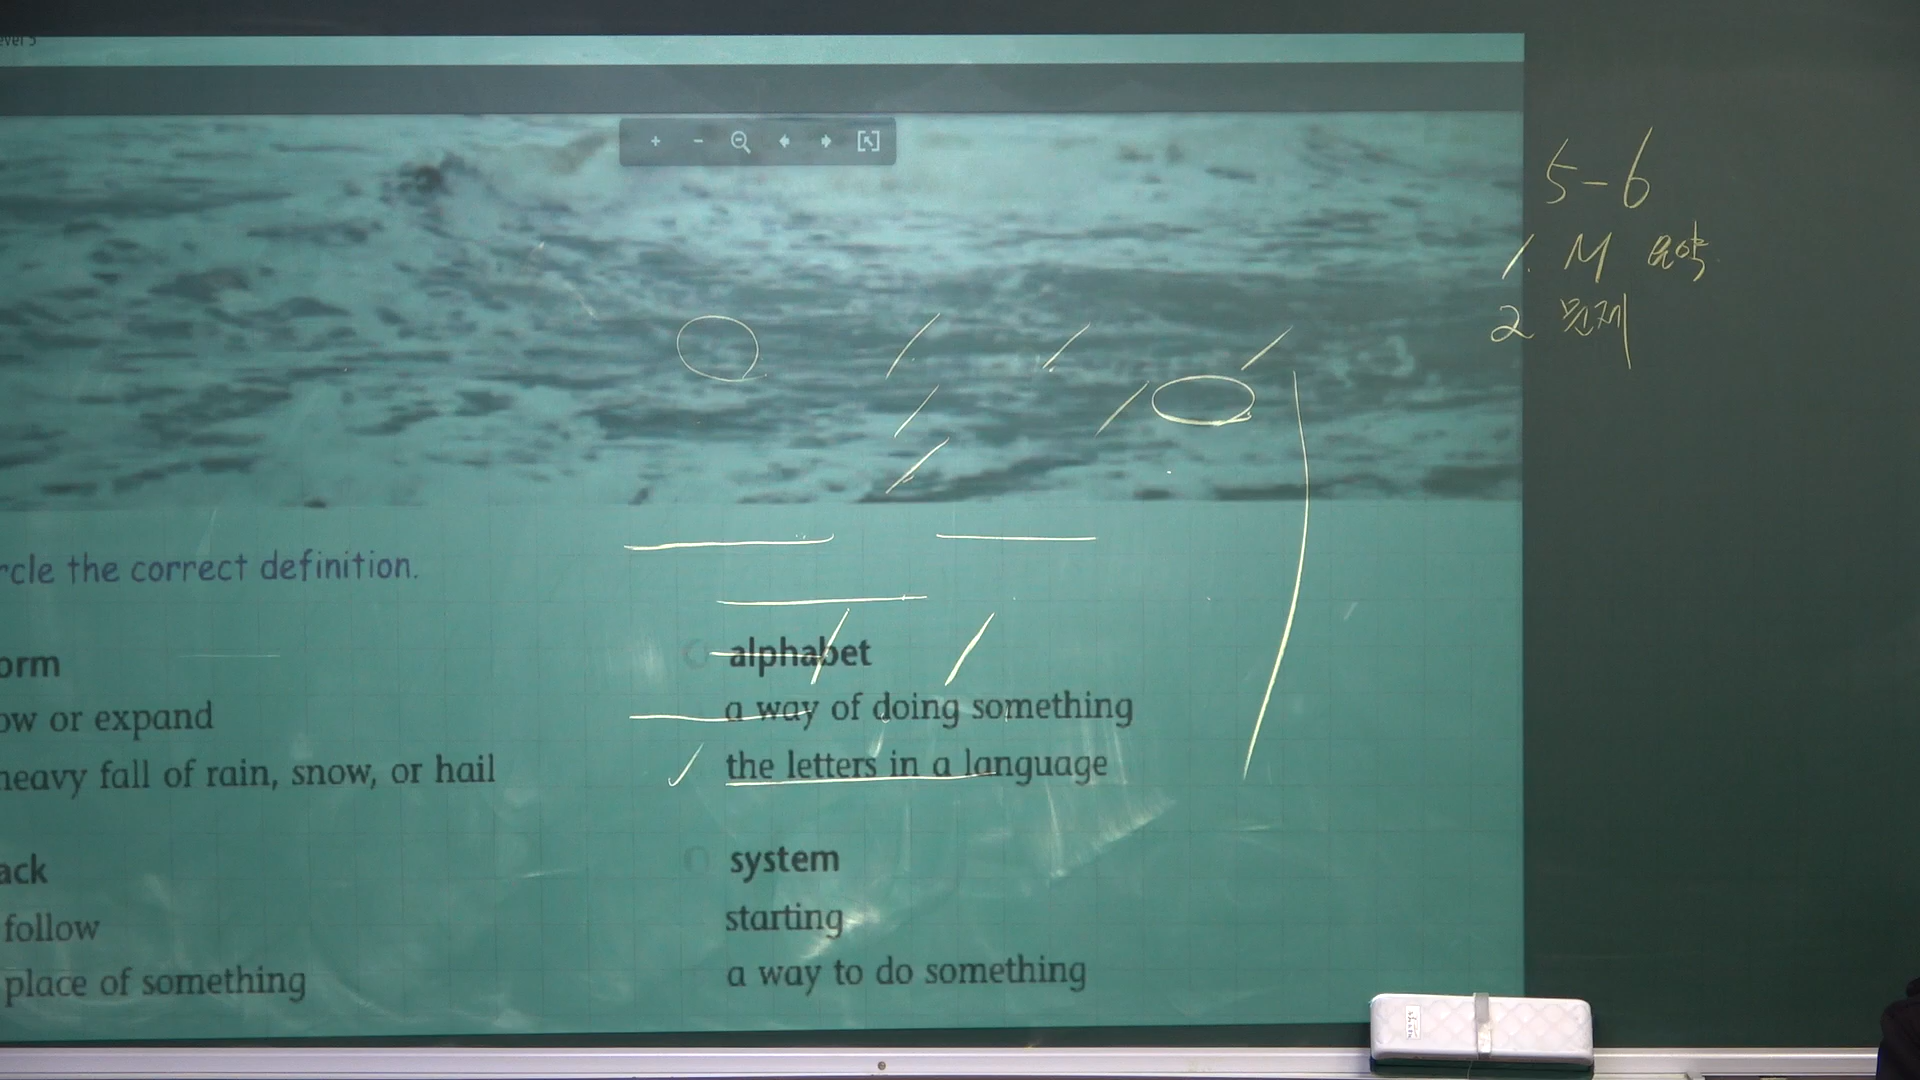 evel 5
5-6
1. M 요약
2 문제
rcle the correct definition.
orm
ow or expand
heavy fall of rain, snow, or hail
ack
follow
place of something
alphabet
a way of doing something
the letters in a language
system
starting
a way to do something